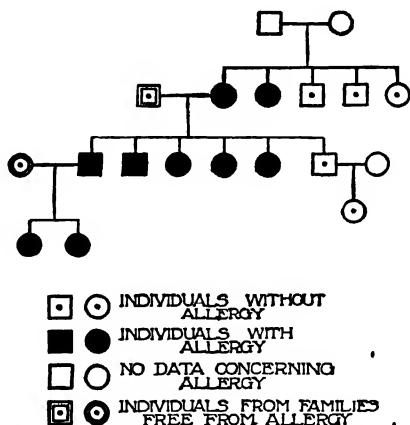 INDIVIDUALS WITHOUT
ALLERGY
INDIVIDUALS WITH
ALLERGY
NO DATA CONCERNING
ALLERGY
INDIVIDUALS FROM FAMILIES
FREE FROM ALLERGY